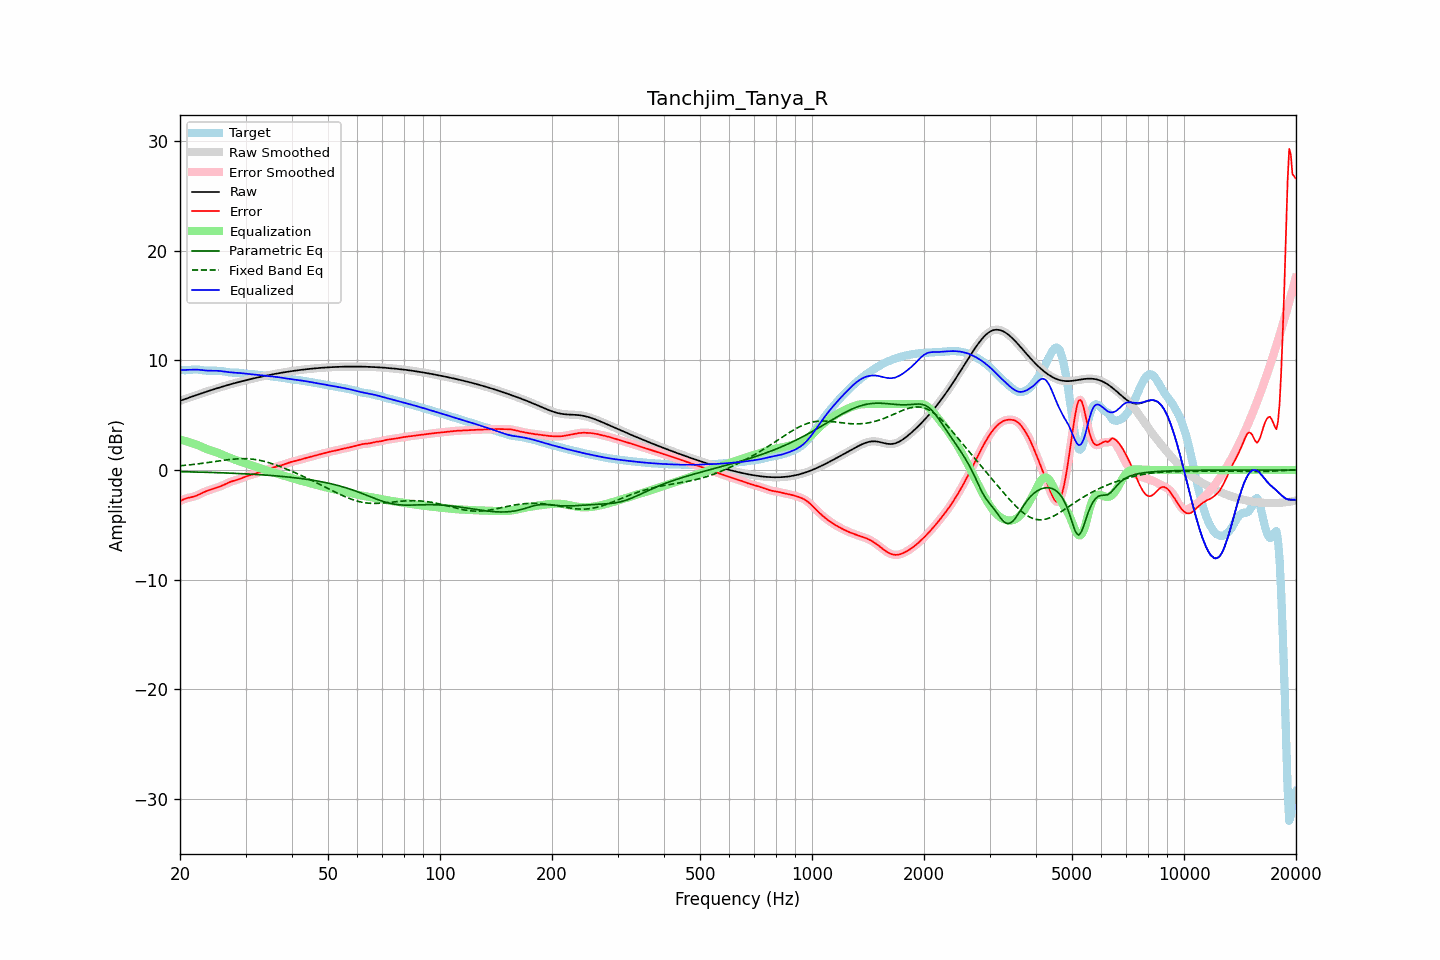 Tanchjim_Tanya_R
Target
Raw Smoothed
Error Smoothed
Raw
Error
Equalization
Parametric Eq
Fixed Band Eq
Equalized
30
20
10
0
−10
−20
−30
Amplitude (dBr)
20
50
100
200
500
1000
2000
5000
10000
20000
Frequency (Hz)